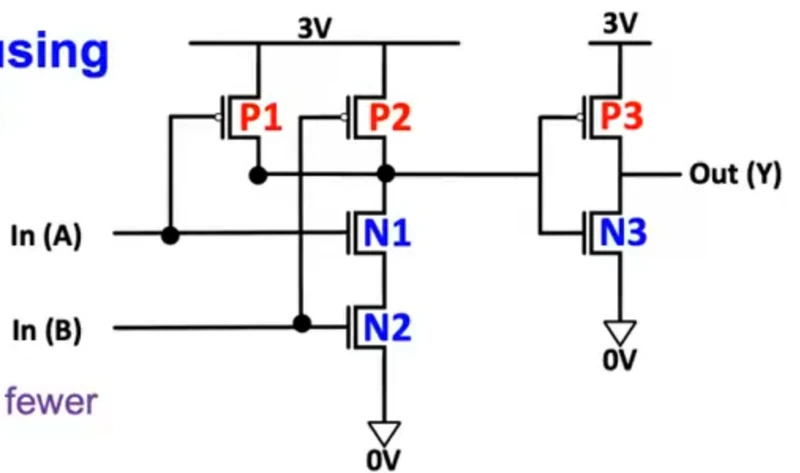 using
3V
3V
P1
P2
P3
Out (Y)
In (A)
N1
N3
In (B)
N2
0V
fewer
0V